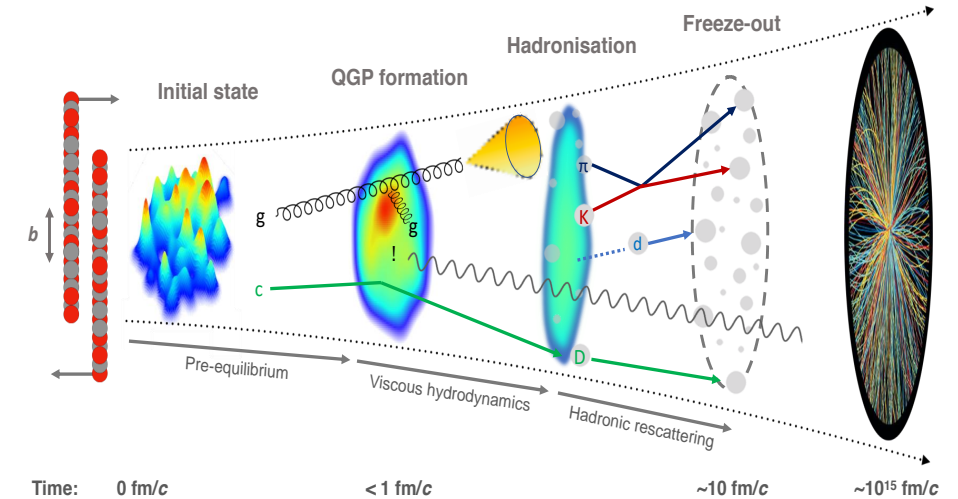 Freeze-out
Hadronisation
QGP formation
Initial state
π
g
K
g
b
d
!
c
D
Pre-equilibrium
Viscous hydrodynamics
Hadronic rescattering
Time: 0 fm/c < 1 fm/c ~10 fm/c ~10¹⁵ fm/c